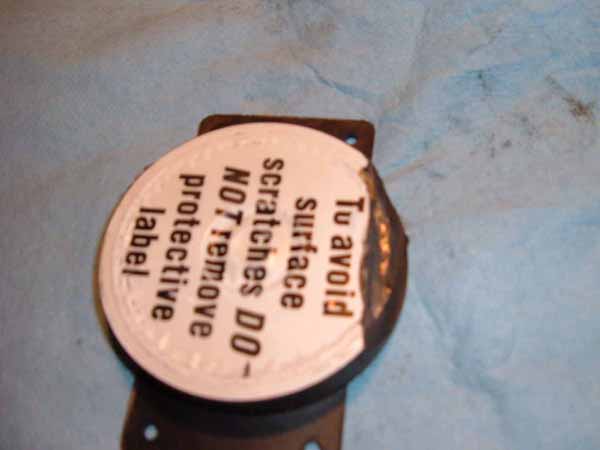 To avoid
surface
scratches DO
NOT remove
protective
label